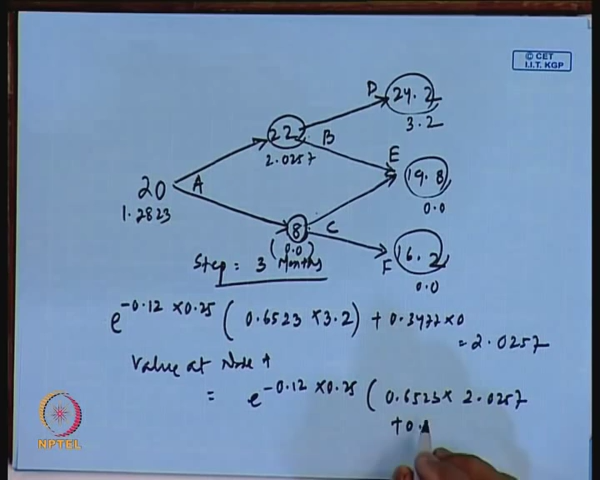 © CET
I.I.T. KGP
D 24.2
3.2
22 B
2.0257
E 19.8
0.0
20 A
1.2823
8 C
(0.0)
F 16.2
0.0
Step = 3 Months
e^-0.12 × 0.25 ( 0.6523 × 3.2 ) + 0.3477 × 0
= 2.0257
Value at Node A
= e^-0.12 × 0.25 ( 0.6523 × 2.0257
+ 0.
NPTEL